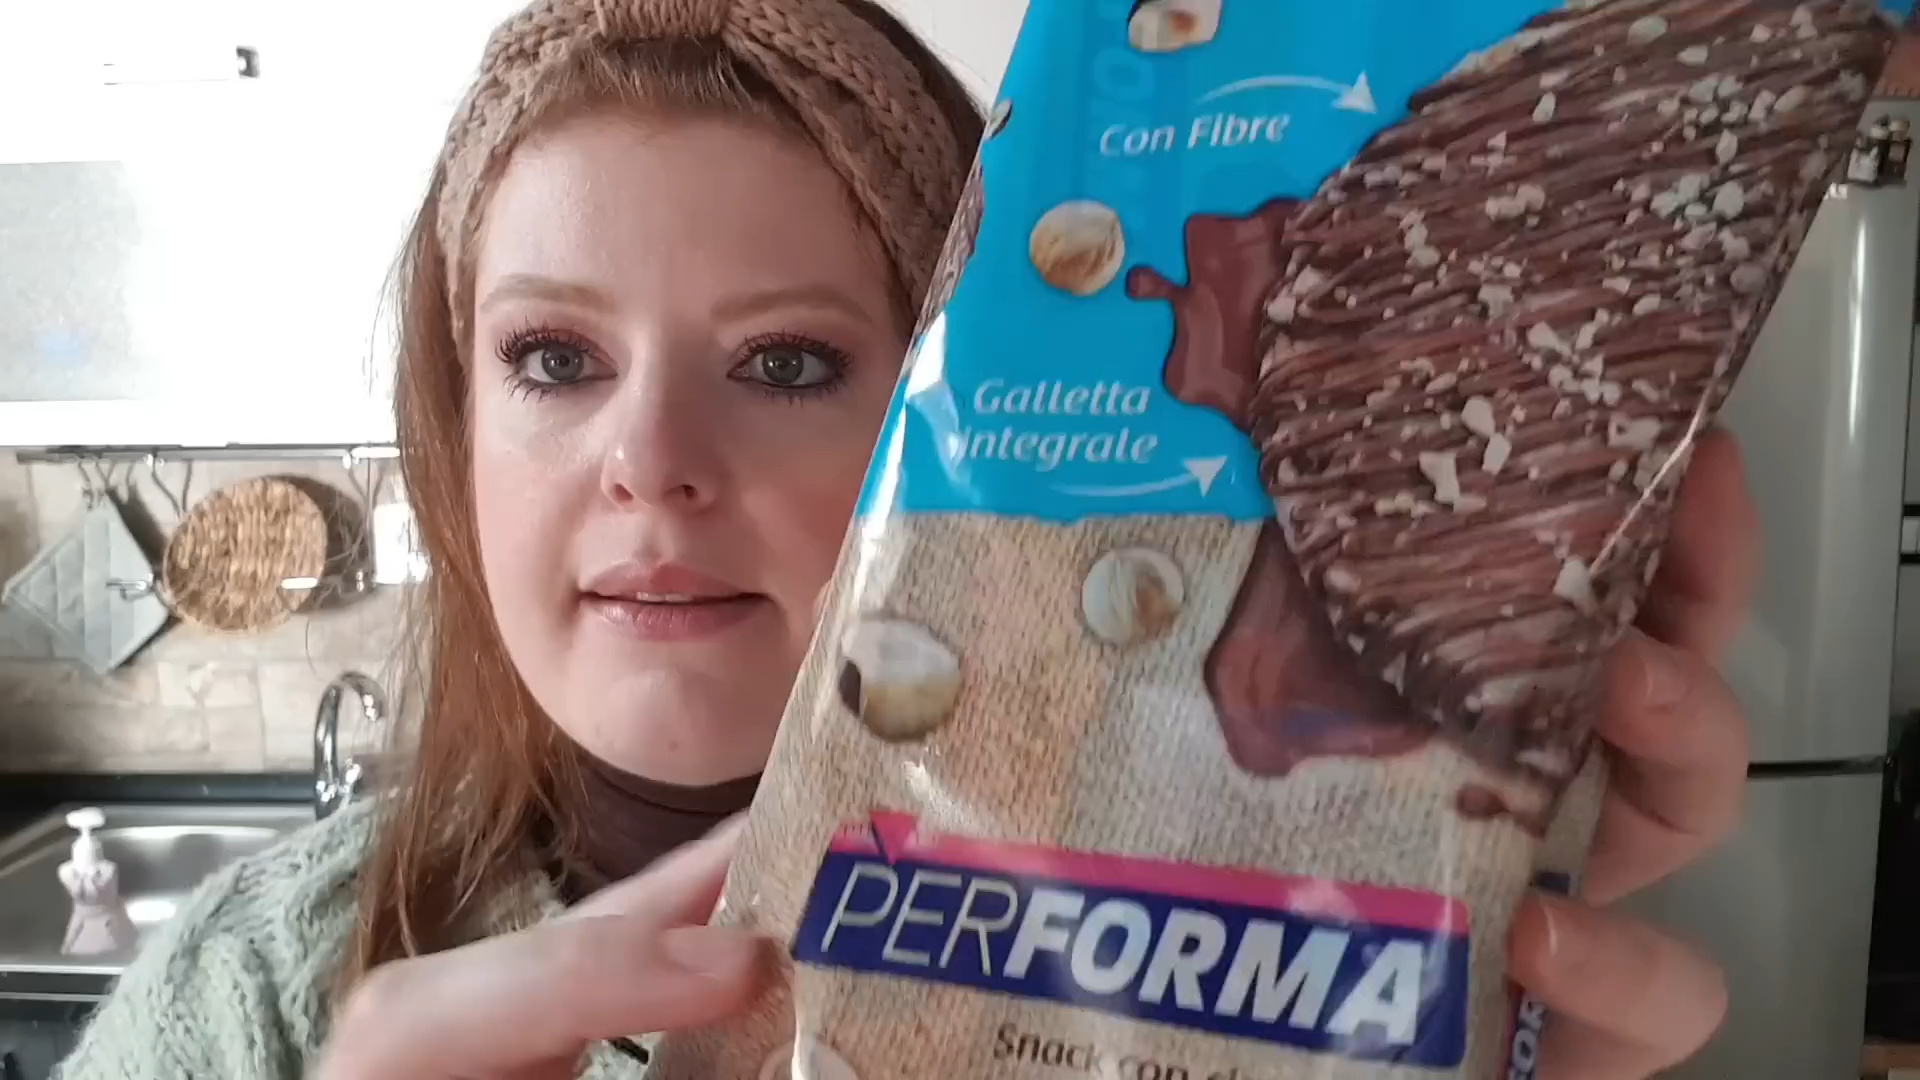 Con Fibre
Galletta
integrale
PERFORMA
Snack con